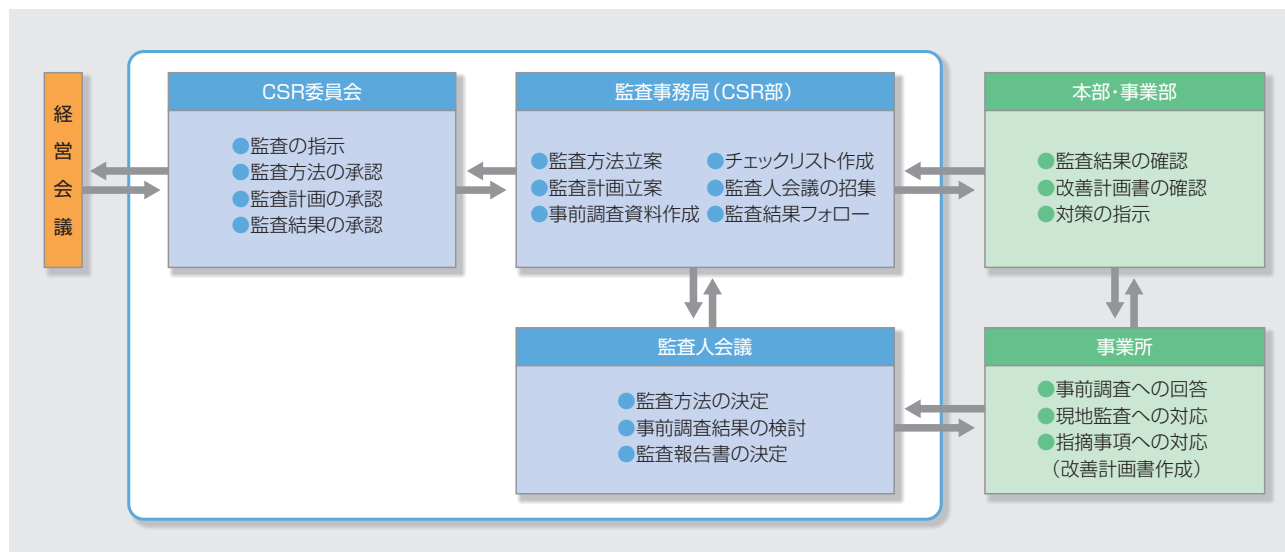 経営会議
CSR委員会
●監査の指示
●監査方法の承認
●監査計画の承認
●監査結果の承認
監査事務局（CSR部）
●監査方法立案
●監査計画立案
●事前調査資料作成
●チェックリスト作成
●監査人会議の招集
●監査結果フォロー
本部・事業部
●監査結果の確認
●改善計画書の確認
●対策の指示
監査人会議
●監査方法の決定
●事前調査結果の検討
●監査報告書の決定
事業所
●事前調査への回答
●現地監査への対応
●指摘事項への対応
（改善計画書作成）